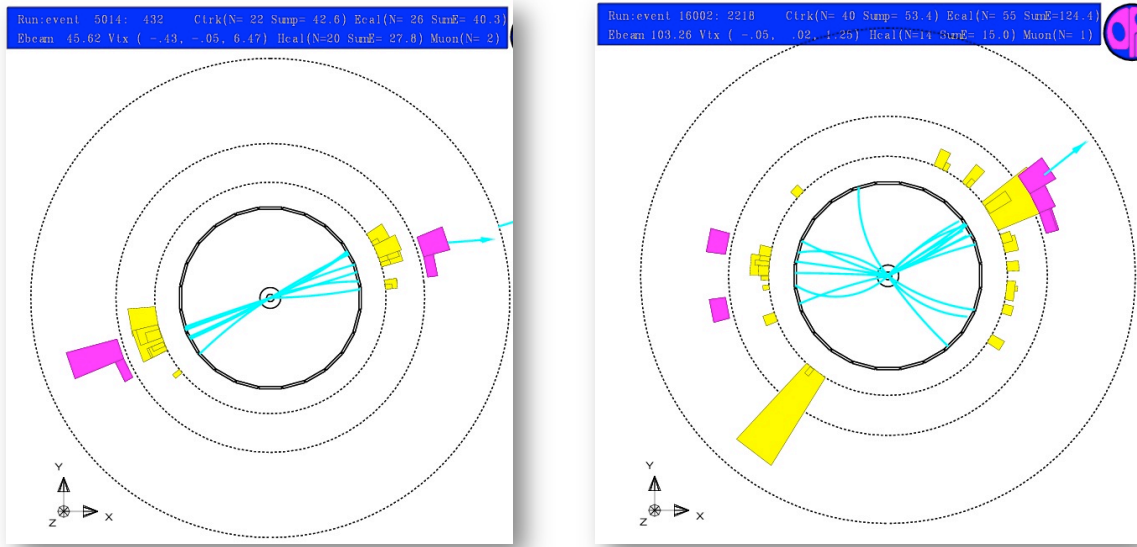 Run:event 5014: 432 Ctrk(N= 22 Sump= 42.6) Ecal(N= 26 SumE= 40.3)
Ebeam 45.62 Vtx ( -.43, -.05, 6.47) Hcal(N=20 SumE= 27.8) Muon(N= 2)
Y
Z X
Run:event 16002: 2218 Ctrk(N= 40 Sump= 53.4) Ecal(N= 55 SumE=124.4)
Ebeam 103.26 Vtx ( -.05, .02, 1.25) Hcal(N=14 SumE= 15.0) Muon(N= 1)
Y
Z X